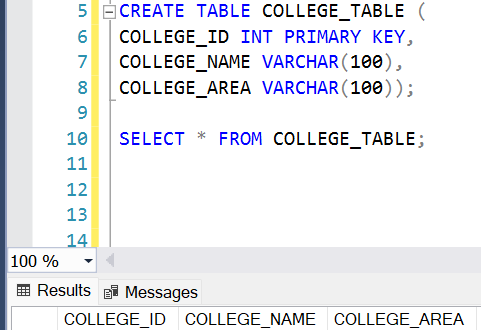 5 CREATE TABLE COLLEGE_TABLE (
6 COLLEGE_ID INT PRIMARY KEY,
7 COLLEGE_NAME VARCHAR(100),
8 COLLEGE_AREA VARCHAR(100));
9
10 SELECT * FROM COLLEGE_TABLE;
11
12
13
14
100 %
Results Messages
COLLEGE_ID COLLEGE_NAME COLLEGE_AREA